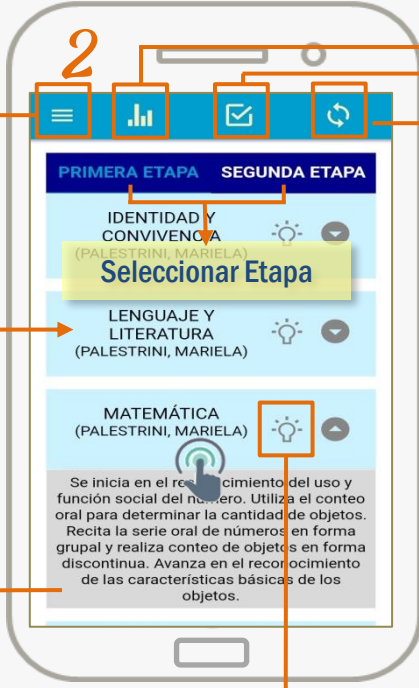 2
PRIMERA ETAPA SEGUNDA ETAPA
IDENTIDAD Y
CONVIVENCIA
(PALESTRINI, MARIELA)
Seleccionar Etapa
LENGUAJE Y
LITERATURA
(PALESTRINI, MARIELA)
MATEMÁTICA
(PALESTRINI, MARIELA)
Se inicia en el reconocimiento del uso y
función social del número. Utiliza el conteo
oral para determinar la cantidad de objetos.
Recita la serie oral de números en forma
grupal y realiza conteo de objetos en forma
discontinua. Avanza en el reconocimiento
de las características básicas de los
objetos.